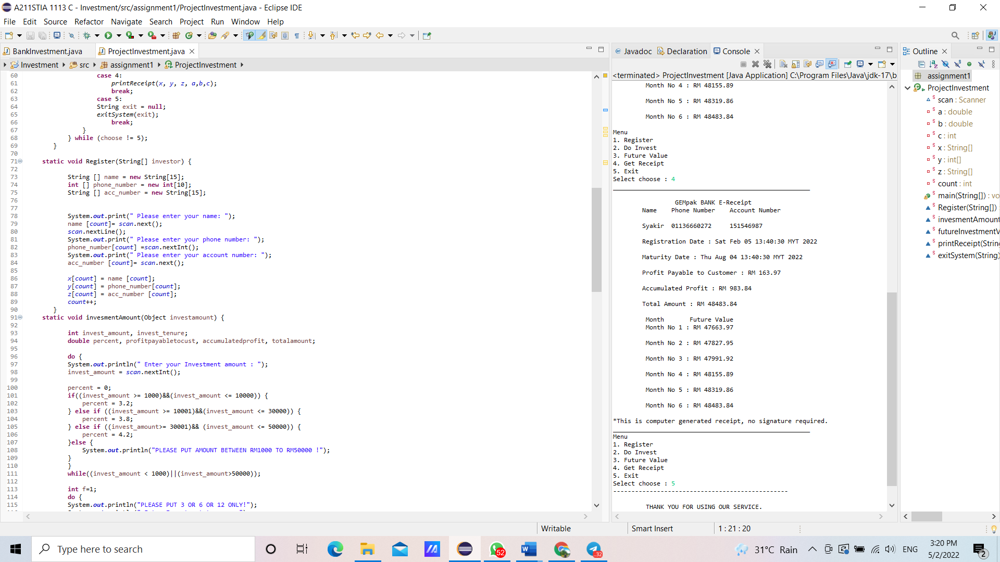 A211STIA 1113 C - Investment/src/assignment1/ProjectInvestment.java - Eclipse IDE
File Edit Source Refactor Navigate Search Project Run Window Help
BankInvestment.java ProjectInvestment.java
Investment src assignment1 ProjectInvestment
60 case 4:
61 printReceipt(x, y, z, a,b,c);
62 break;
63 case 5:
64 String exit = null;
65 exitSystem(exit);
66 break;
67 }
68 } while (choose != 5);
69 }
70
71 static void Register(String[] investor) {
72
73 String [] name = new String[15];
74 int [] phone_number = new int[10];
75 String [] acc_number = new String[15];
76
77
78 System.out.print(" Please enter your name: ");
79 name [count]= scan.next();
80 scan.nextLine();
81 System.out.print(" Please enter your phone number: ");
82 phone_number[count] =scan.nextInt();
83 System.out.print(" Please enter your account number: ");
84 acc_number [count]= scan.next();
85
86 x[count] = name [count];
87 y[count] = phone_number[count];
88 z[count] = acc_number [count];
89 count++;
90 }
91 static void invesmentAmount(Object investamount) {
92
93 int invest_amount, invest_tenure;
94 double percent, profitpayabletocust, accumulatedprofit, totalamount;
95
96 do {
97 System.out.println(" Enter your Investment amount : ");
98 invest_amount = scan.nextInt();
99
100 percent = 0;
101 if((invest_amount >= 1000)&&(invest_amount <= 10000)) {
102 percent = 3.2;
103 } else if ((invest_amount >= 10001)&&(invest_amount <= 30000)) {
104 percent = 3.8;
105 } else if ((invest_amount>= 30001)&& (invest_amount <= 50000)) {
106 percent = 4.2;
107 }else {
108 System.out.println("PLEASE PUT AMOUNT BETWEEN RM1000 TO RM50000 !");
109 }
110 }
111 while((invest_amount < 1000)||(invest_amount>50000));
112
113 int f=1;
114 do {
115 System.out.println("PLEASE PUT 3 OR 6 OR 12 ONLY!");
Javadoc Declaration Console
<terminated> ProjectInvestment [Java Application] C:\Program Files\Java\jdk-17\b
Month No 4 : RM 48155.89
Month No 5 : RM 48319.86
Month No 6 : RM 48483.84
Menu
1. Register
2. Do Invest
3. Future Value
4. Get Receipt
5. Exit
Select choose : 4
GEMpak BANK E-Receipt
Name Phone Number Account Number
Syakir 01136660272 151546987
Registration Date : Sat Feb 05 13:40:30 MYT 2022
Maturity Date : Thu Aug 04 13:40:30 MYT 2022
Profit Payable to Customer : RM 163.97
Accumulated Profit : RM 983.84
Total Amount : RM 48483.84
Month Future Value
Month No 1 : RM 47663.97
Month No 2 : RM 47827.95
Month No 3 : RM 47991.92
Month No 4 : RM 48155.89
Month No 5 : RM 48319.86
Month No 6 : RM 48483.84
*This is computer generated receipt, no signature required.
Menu
1. Register
2. Do Invest
3. Future Value
4. Get Receipt
5. Exit
Select choose : 5
------------------------------------------------
THANK YOU FOR USING OUR SERVICE.
Outline
assignment1
ProjectInvestment
scan : Scanner
a : double
b : double
c : int
x : String[]
y : int[]
z : String[]
count : int
main(String[]) : vo
Register(String[])
invesmentAmount
futureInvestmentV
printReceipt(String
exitSystem(String)
Writable Smart Insert 1 : 21 : 20
Type here to search
52
32
31°C Rain
ENG
3:20 PM
5/2/2022
2